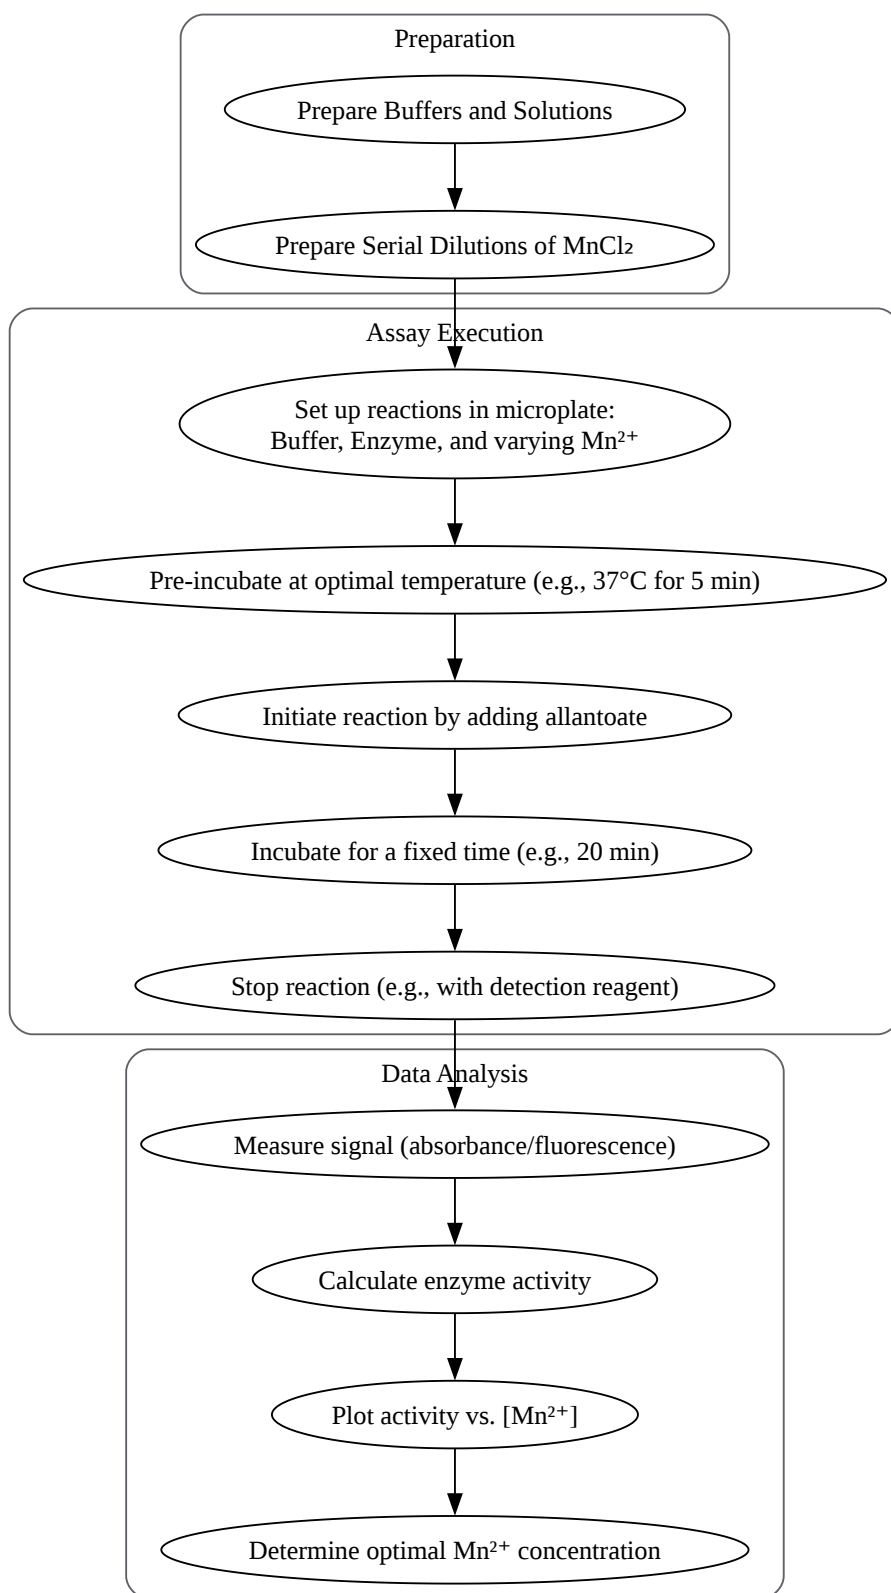 Preparation
Prepare Buffers and Solutions
Prepare Serial Dilutions of MnCl₂
Assay Execution
Set up reactions in microplate:
Buffer, Enzyme, and varying Mn²⁺
Pre-incubate at optimal temperature (e.g., 37°C for 5 min)
Initiate reaction by adding allantoate
Incubate for a fixed time (e.g., 20 min)
Stop reaction (e.g., with detection reagent)
Data Analysis
Measure signal (absorbance/fluorescence)
Calculate enzyme activity
Plot activity vs. [Mn²⁺]
Determine optimal Mn²⁺ concentration